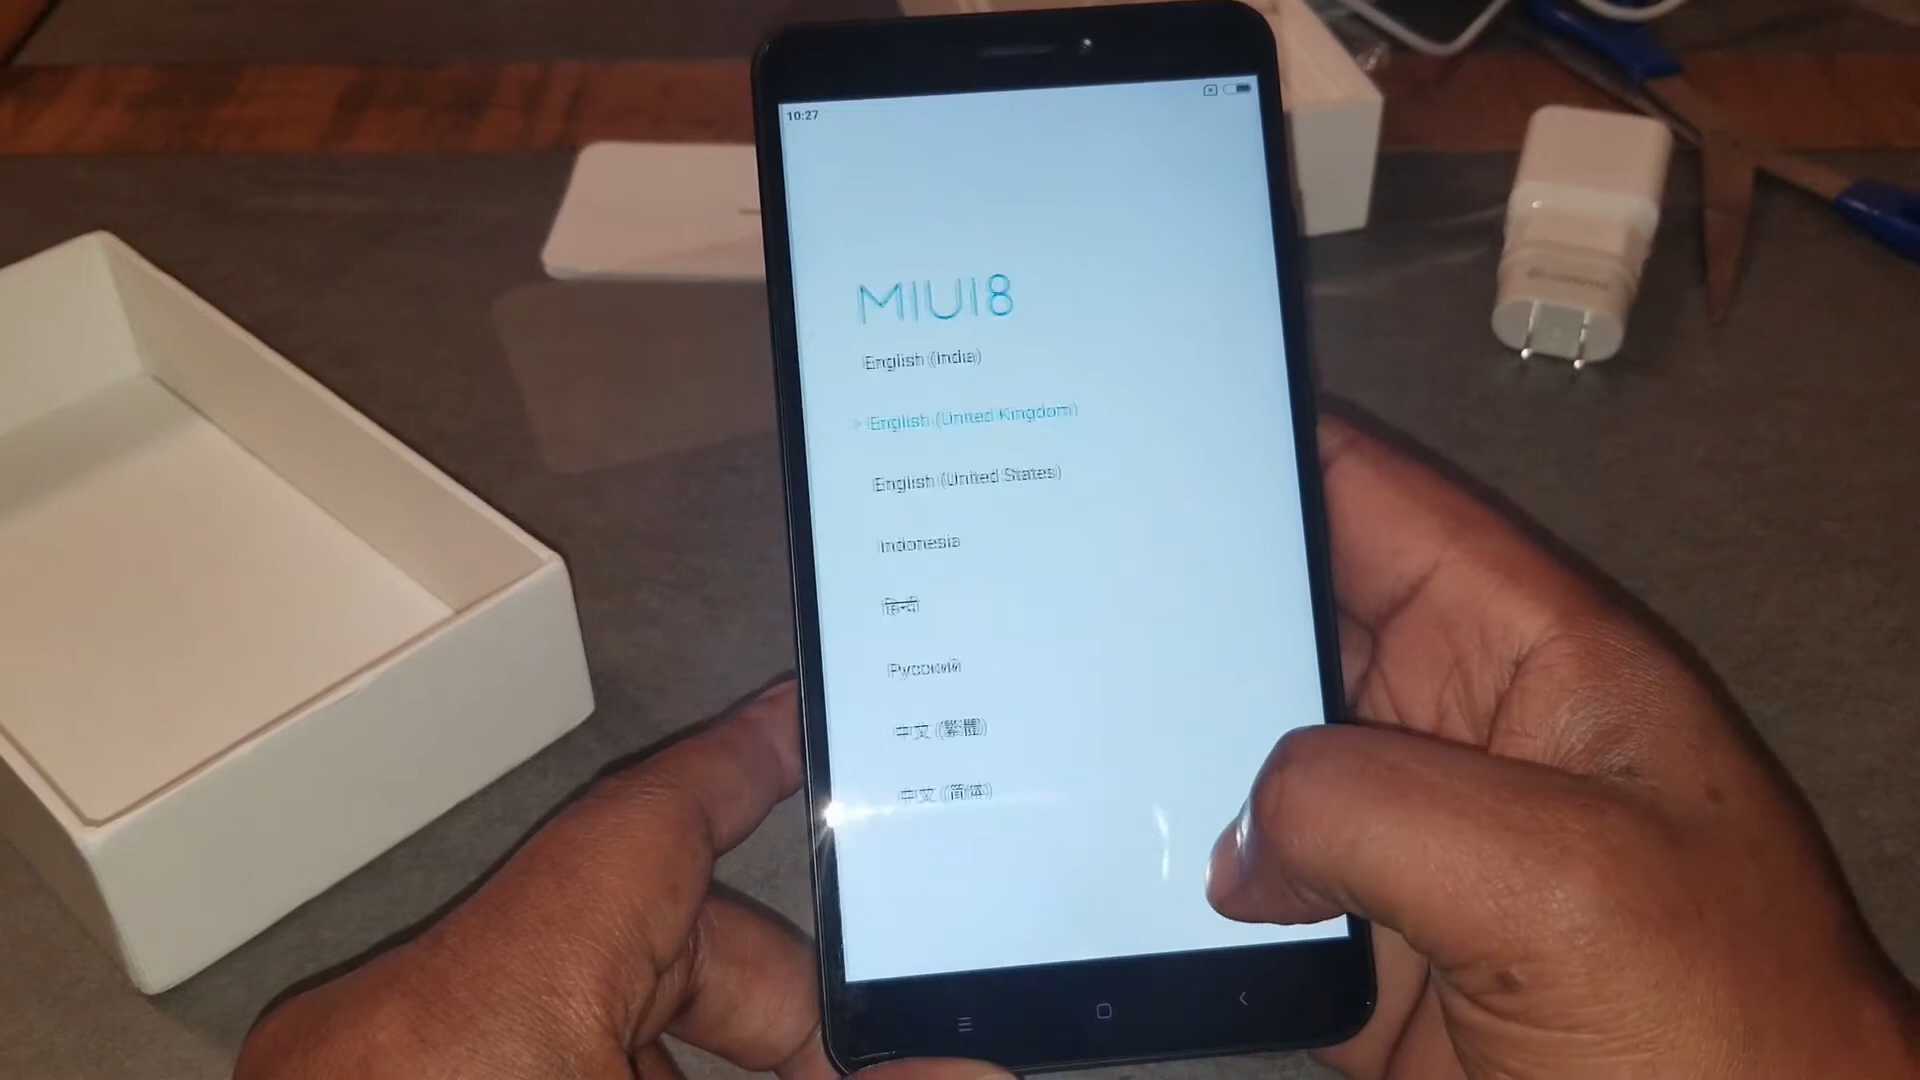 10:27
MIUI8
English (India)
> English (United Kingdom)
English (United States)
Indonesia
हिन्दी
Русский
中文 (繁體)
中文 (简体)